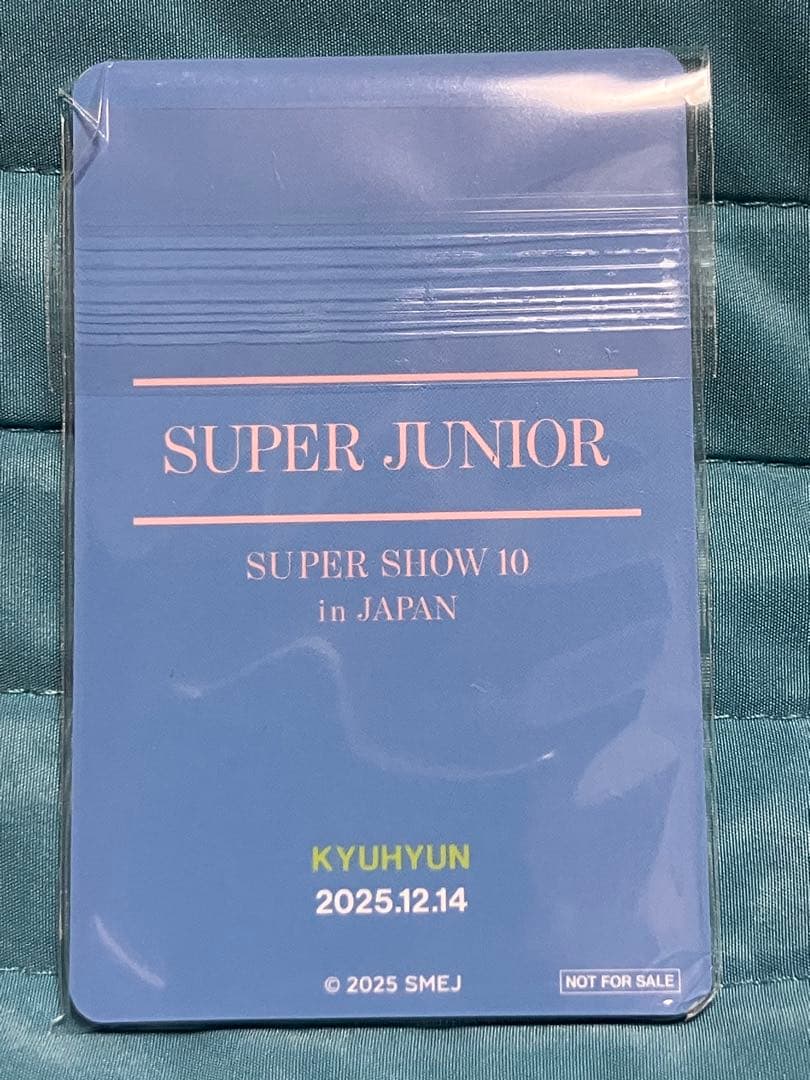 SUPER JUNIOR
SUPER SHOW 10
in JAPAN
KYUHYUN
2025.12.14
© 2025 SMEJ
NOT FOR SALE